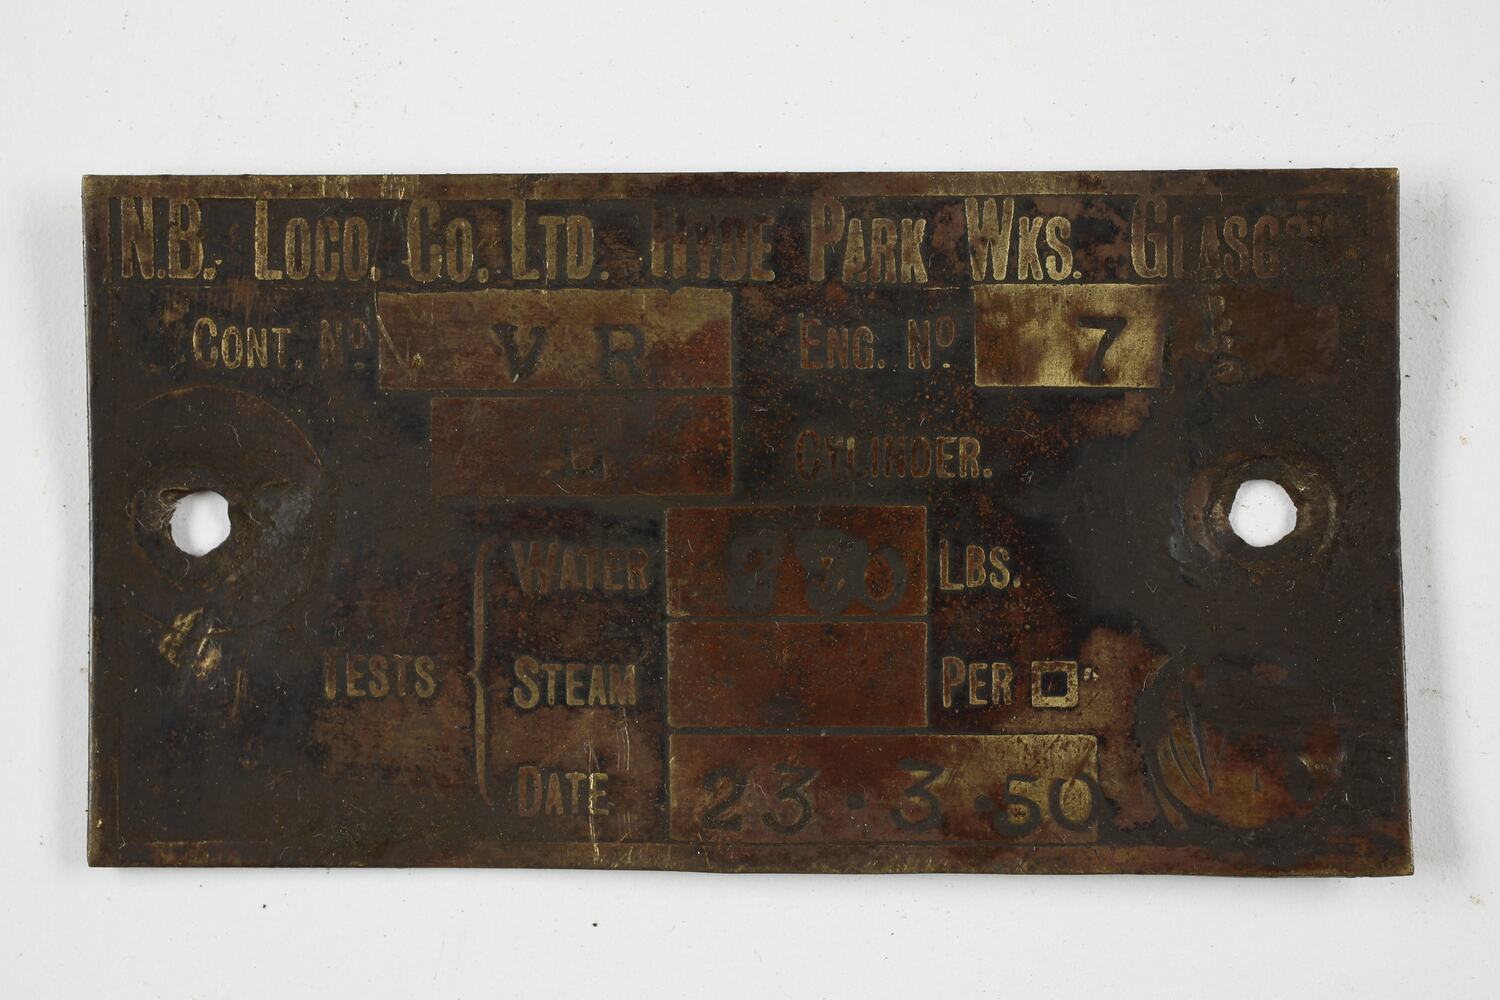 N.B. LOCO. CO. LTD. HYDE PARK WKS. GLASGOW
CONT. Nº V R ENG. Nº 7
L CYLINDER.
WATER LBS.
TESTS STEAM PER □"
DATE 23.3.50